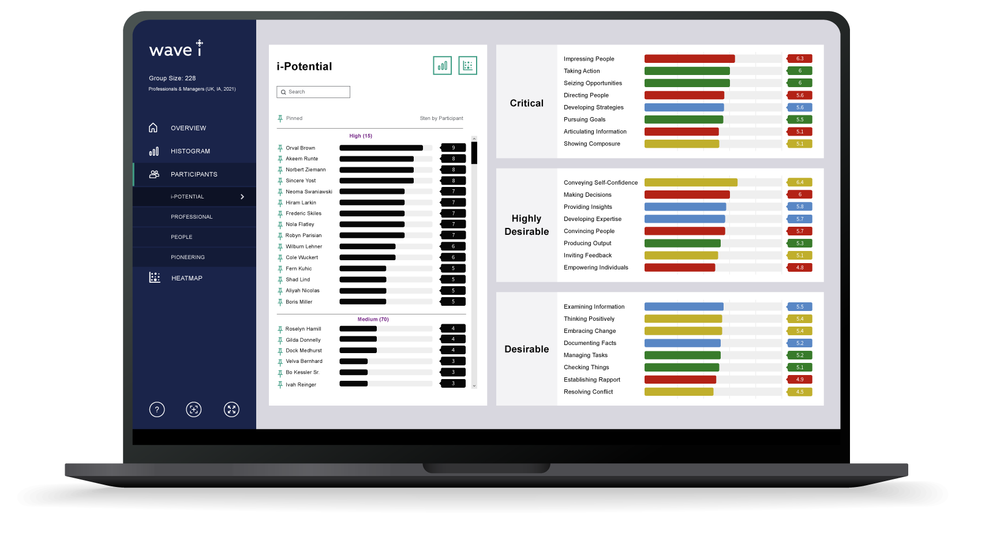 wave i
Group Size: 228
Professionals & Managers (UK, IA, 2021)
OVERVIEW
HISTOGRAM
PARTICIPANTS
i-POTENTIAL
PROFESSIONAL
PEOPLE
PIONEERING
HEATMAP
?
i-Potential
Search
Pinned Sten by Participant
High (15)
Orval Brown 9
Akeem Runte 8
Norbert Ziemann 8
Sincere Yost 8
Neoma Swaniawski 7
Hiram Larkin 7
Frederic Skiles 7
Nola Flatley 7
Robyn Parisian 7
Wilburn Lehner 6
Cole Wuckert 6
Fern Kuhic 5
Shad Lind 5
Aliyah Nicolas 5
Boris Miller 5
Medium (70)
Roselyn Hamill 4
Gilda Donnelly 4
Dock Medhurst 4
Velva Bernhard 3
Bo Kessler Sr. 3
Ivah Reinger 3
Critical
Impressing People 6.3
Taking Action 6
Seizing Opportunities 6
Directing People 5.6
Developing Strategies 5.6
Pursuing Goals 5.5
Articulating Information 5.1
Showing Composure 5.1
Highly
Desirable
Conveying Self-Confidence 6.4
Making Decisions 6
Providing Insights 5.8
Developing Expertise 5.7
Convincing People 5.7
Producing Output 5.3
Inviting Feedback 5.1
Empowering Individuals 4.8
Desirable
Examining Information 5.5
Thinking Positively 5.4
Embracing Change 5.4
Documenting Facts 5.2
Managing Tasks 5.2
Checking Things 5.1
Establishing Rapport 4.9
Resolving Conflict 4.5